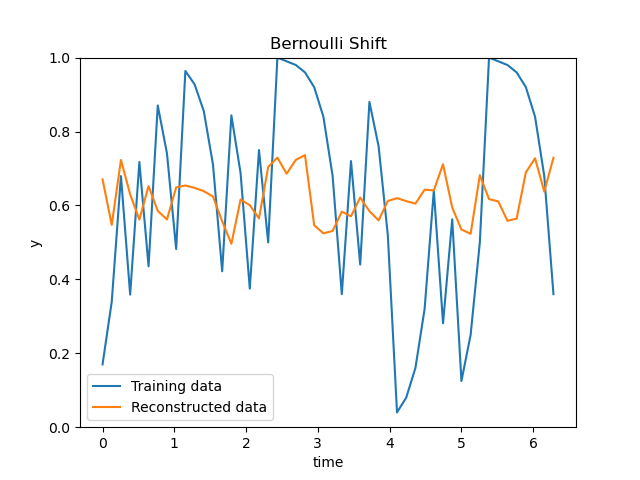 Bernoulli Shift
1.0
0.8
0.6
0.4
0.2
0.0
y
Training data
Reconstructed data
0 1 2 3 4 5 6
time